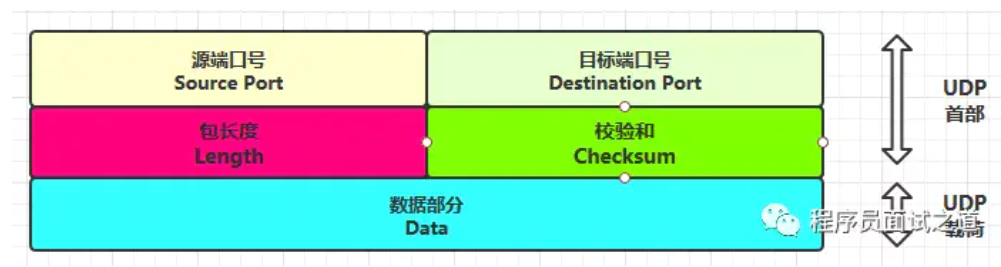 源端口号
Source Port
目标端口号
Destination Port
UDP
首部
包长度
Length
校验和
Checksum
数据部分
Data
UDP
载荷
程序员面试之道